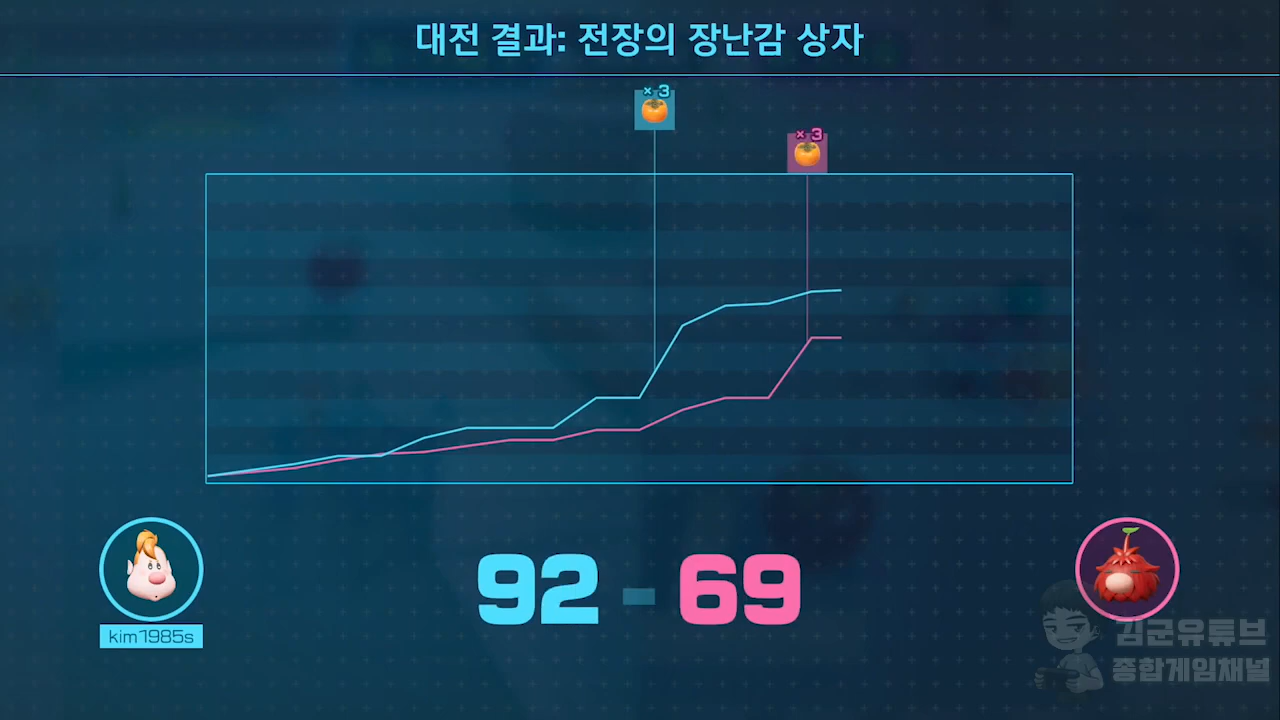 대전 결과: 전장의 장난감 상자
× 3
× 3
92 - 69
kim1985s
김군유튜브
종합게임채널